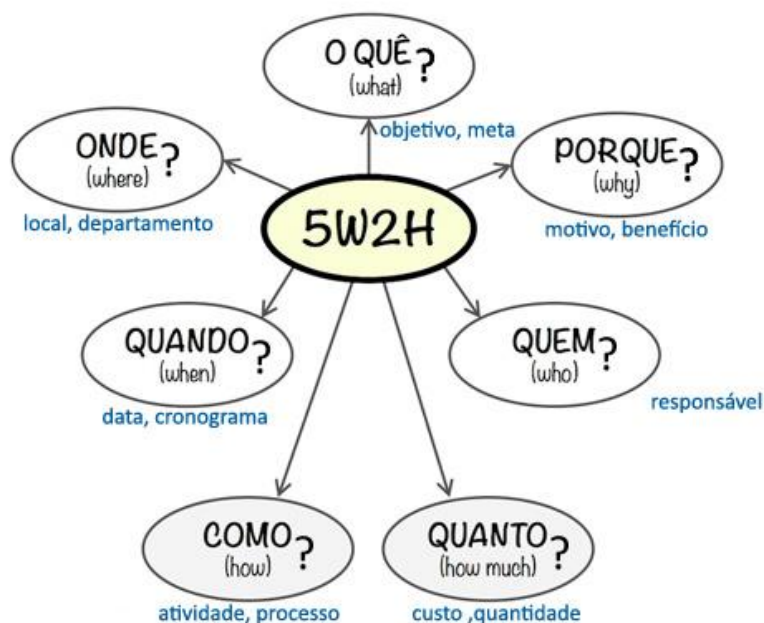 O QUÊ?
(what)
objetivo, meta
ONDE?
(where)
local, departamento
PORQUE?
(why)
motivo, benefício
5W2H
QUANDO?
(when)
data, cronograma
QUEM?
(who)
responsável
COMO?
(how)
atividade, processo
QUANTO?
(how much)
custo ,quantidade